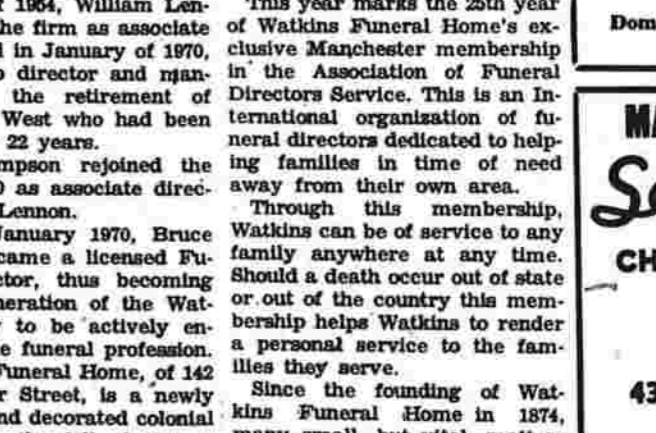 1964, William Len-
he firm as associate
in January of 1970,
director and man-
the retirement of
West who had been
22 years.
mpson rejoined the
as associate direc-
Lennon.
January 1970, Bruce
came a licensed Fu-
ctor, thus becoming
neration of the Wat-
to be actively en-
e funeral profession.
Funeral Home, of 142
r Street, is a newly
nd decorated colonial
This year marks the 25th year
of Watkins Funeral Home's ex-
clusive Manchester membership
in the Association of Funeral
Directors Service. This is an In-
ternational organization of fu-
neral directors dedicated to help-
ing families in time of need
away from their own area.
Through this membership,
Watkins can be of service to any
family anywhere at any time.
Should a death occur out of state
or out of the country this mem-
bership helps Watkins to render
a personal service to the fam-
ilies they serve.
Since the founding of Wat-
kins Funeral Home in 1874,
Dom
MA
CH
43